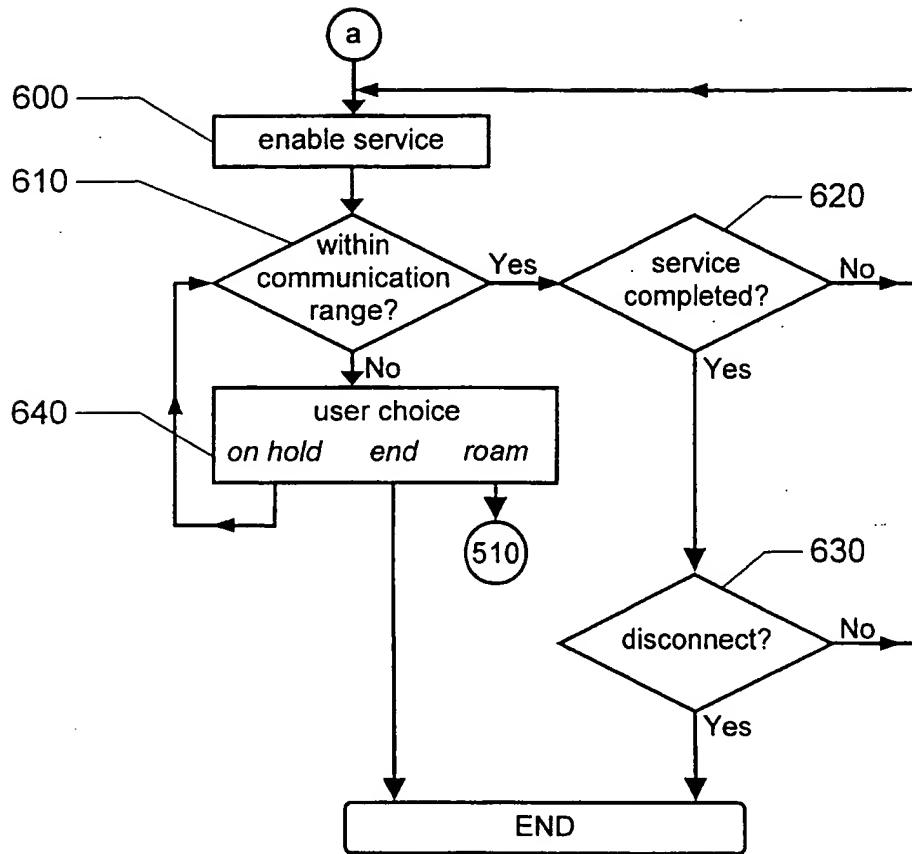 a
600
enable service
610
620
within
communication
range?
Yes
service
completed?
No
No
Yes
640
user choice
on hold end roam
510
630
disconnect?
No
Yes
END